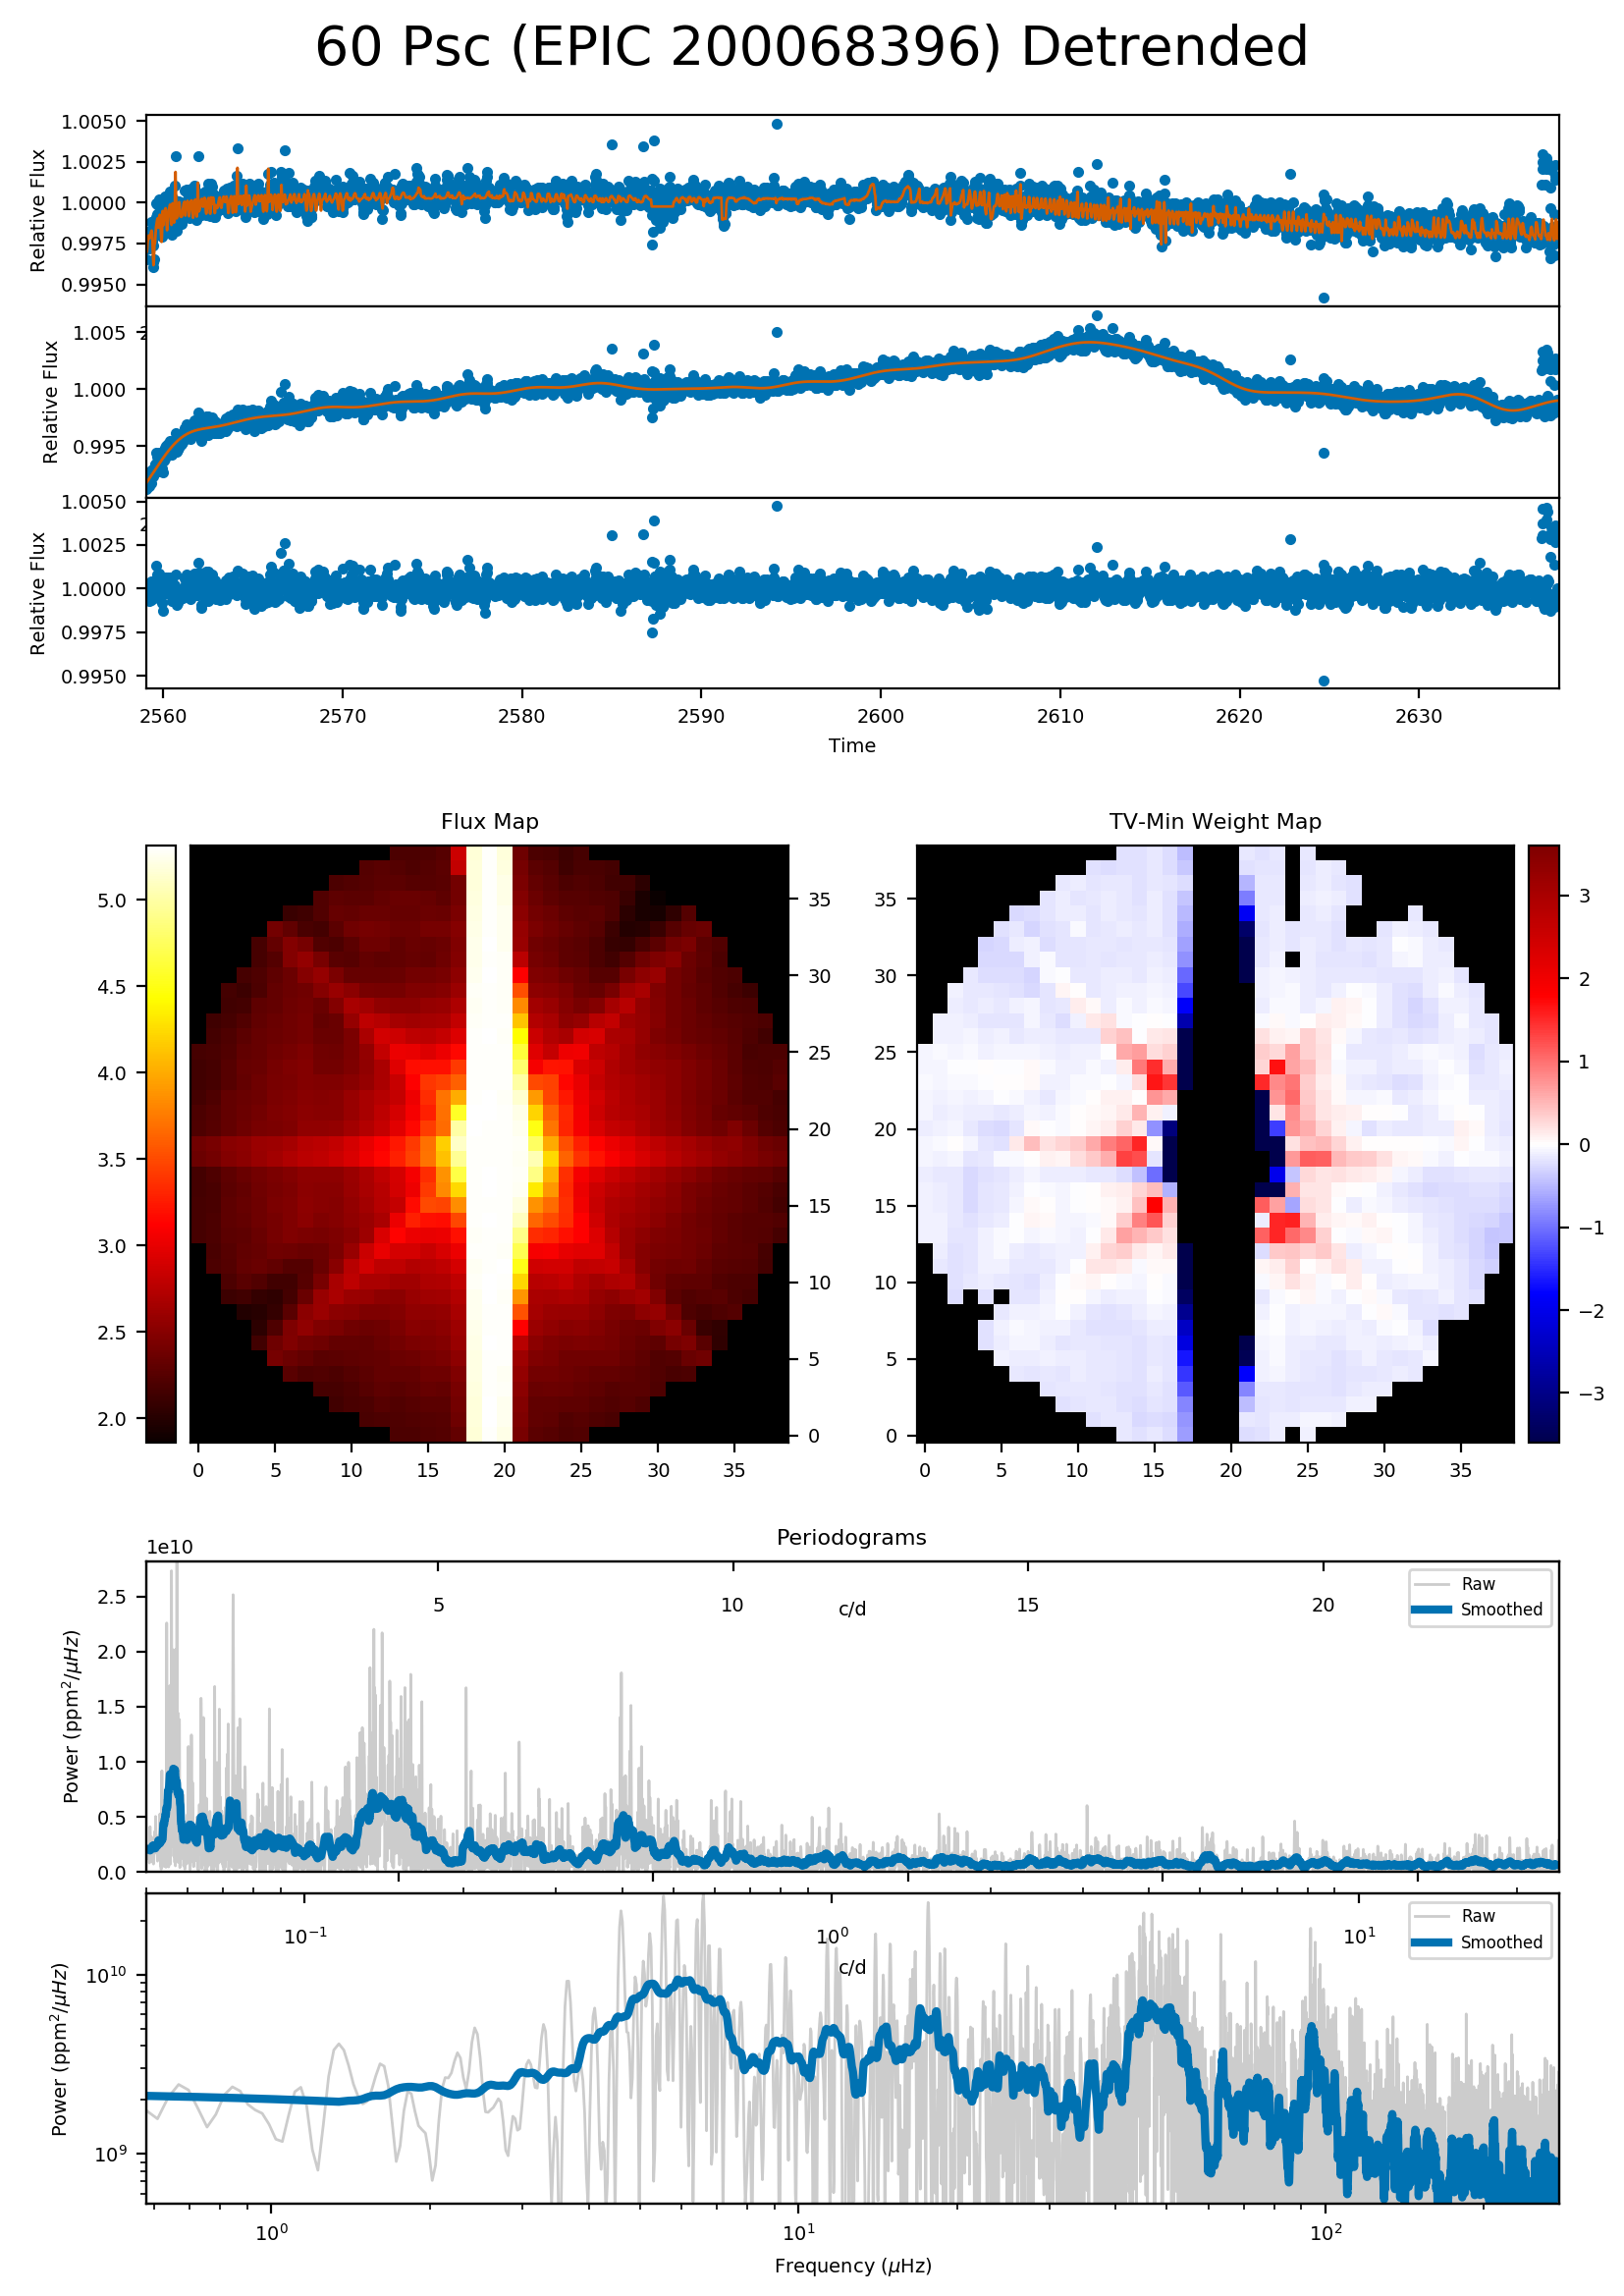 60 Psc (EPIC 200068396) Detrended
1.0050
1.0025
1.0000
0.9975
0.9950
Relative Flux
1.005
1.000
0.995
Relative Flux
1.0050
1.0025
1.0000
0.9975
0.9950
Relative Flux
2560 2570 2580 2590 2600 2610 2620 2630
Time
Flux Map
5.0
4.5
4.0
3.5
3.0
2.5
2.0
35
30
25
20
15
10
5
0
0 5 10 15 20 25 30 35
TV-Min Weight Map
35
30
25
20
15
10
5
0
0 5 10 15 20 25 30 35
3
2
1
0
−1
−2
−3
Periodograms
1e10
2.5
2.0
1.5
1.0
0.5
0.0
Power (ppm²/μHz)
5 10 15 20
c/d
Raw
Smoothed
10⁻¹ 10⁰ 10¹
c/d
Raw
Smoothed
10¹⁰
10⁹
Power (ppm²/μHz)
10⁰ 10¹ 10²
Frequency (μHz)